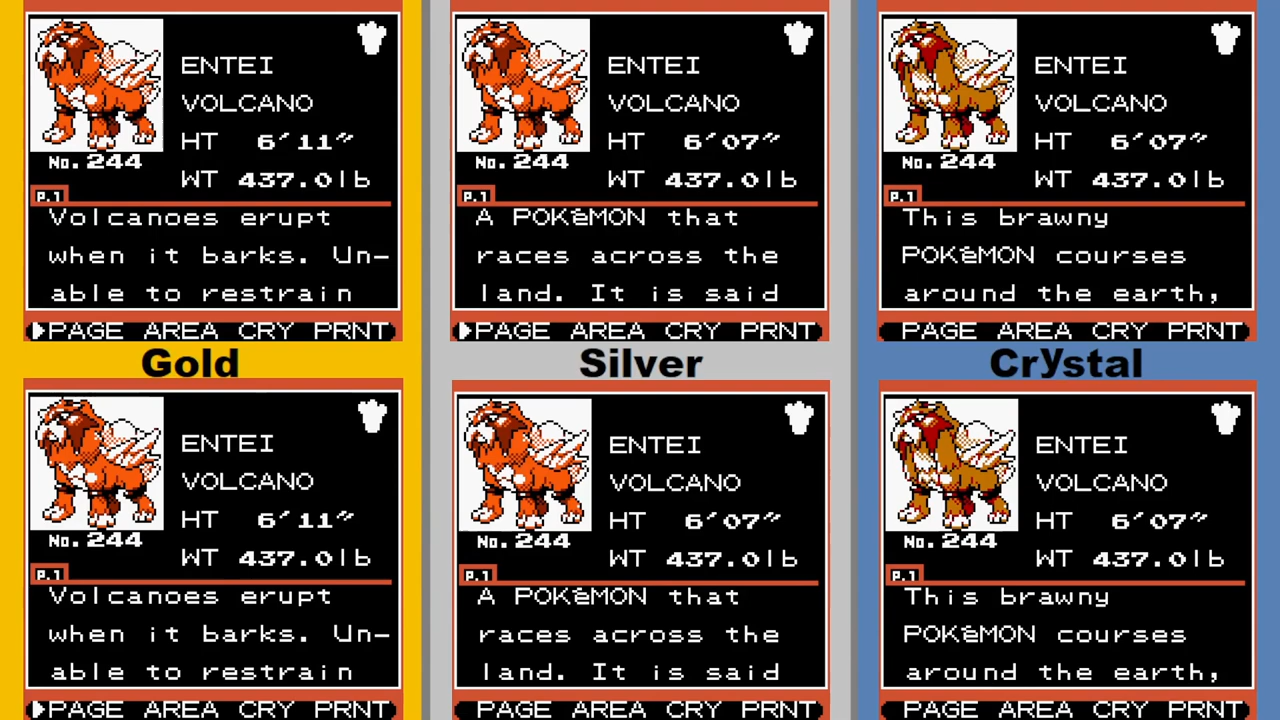 ENTEI
VOLCANO
HT 6′11″
No.244
WT 437.0lb
P.1
Volcanoes erupt
when it barks. Un-
able to restrain
▶PAGE AREA CRY PRNT
ENTEI
VOLCANO
HT 6′07″
No.244
WT 437.0lb
P.1
A POKéMON that
races across the
land. It is said
▶PAGE AREA CRY PRNT
ENTEI
VOLCANO
HT 6′07″
No.244
WT 437.0lb
P.1
This brawny
POKéMON courses
around the earth,
PAGE AREA CRY PRNT
Gold
Silver
Crystal
ENTEI
VOLCANO
HT 6′11″
No.244
WT 437.0lb
P.1
Volcanoes erupt
when it barks. Un-
able to restrain
▶PAGE AREA CRY PRNT
ENTEI
VOLCANO
HT 6′07″
No.244
WT 437.0lb
P.1
A POKéMON that
races across the
land. It is said
PAGE AREA CRY PRNT
ENTEI
VOLCANO
HT 6′07″
No.244
WT 437.0lb
P.1
This brawny
POKéMON courses
around the earth,
PAGE AREA CRY PRNT